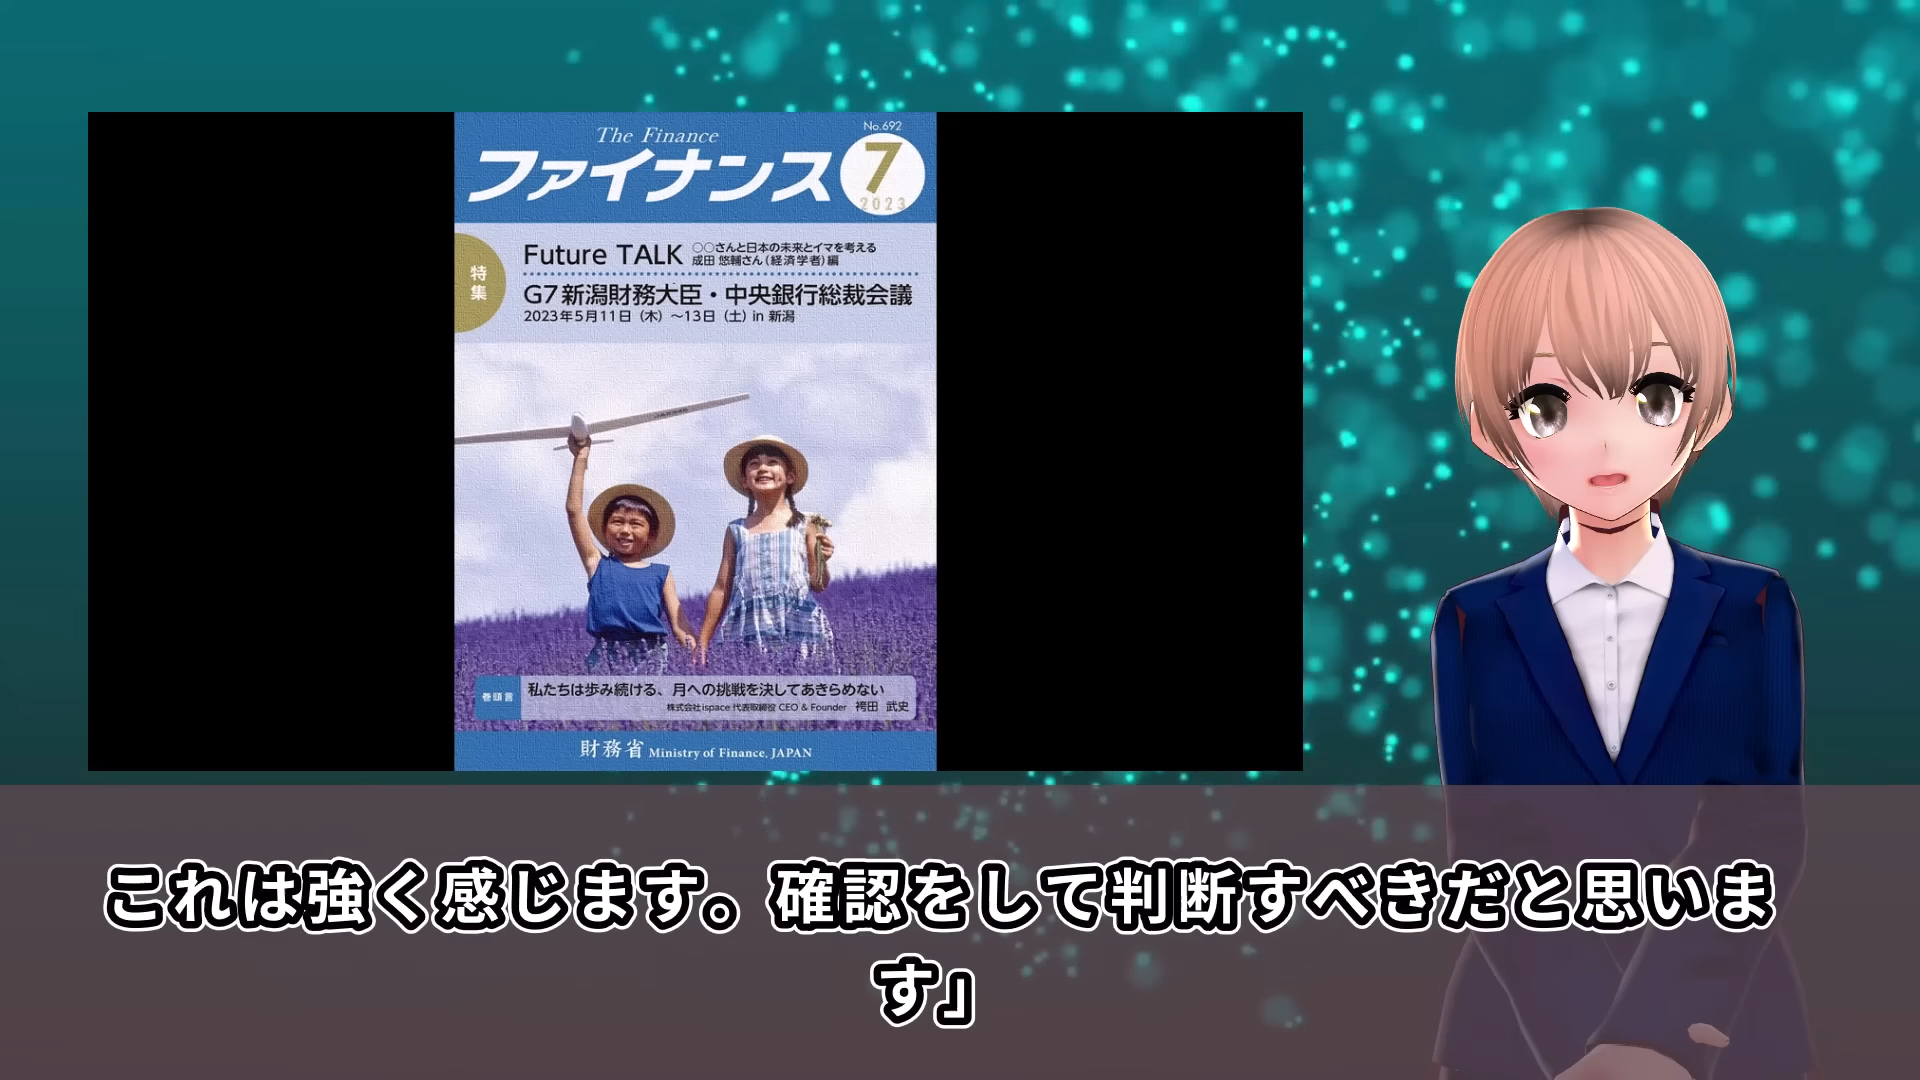 The Finance
No.692
ファイナンス
7
2023
特集
Future TALK
〇〇さんと日本の未来とイマを考える
成田 悠輔さん(経済学者)編
G7新潟財務大臣・中央銀行総裁会議
2023年5月11日(木)~13日(土)in 新潟
巻頭言
私たちは歩み続ける、月への挑戦を決してあきらめない
株式会社ispace 代表取締役 CEO & Founder 袴田 武史
財務省 Ministry of Finance, JAPAN
これは強く感じます。確認をして判断すべきだと思いま
す」